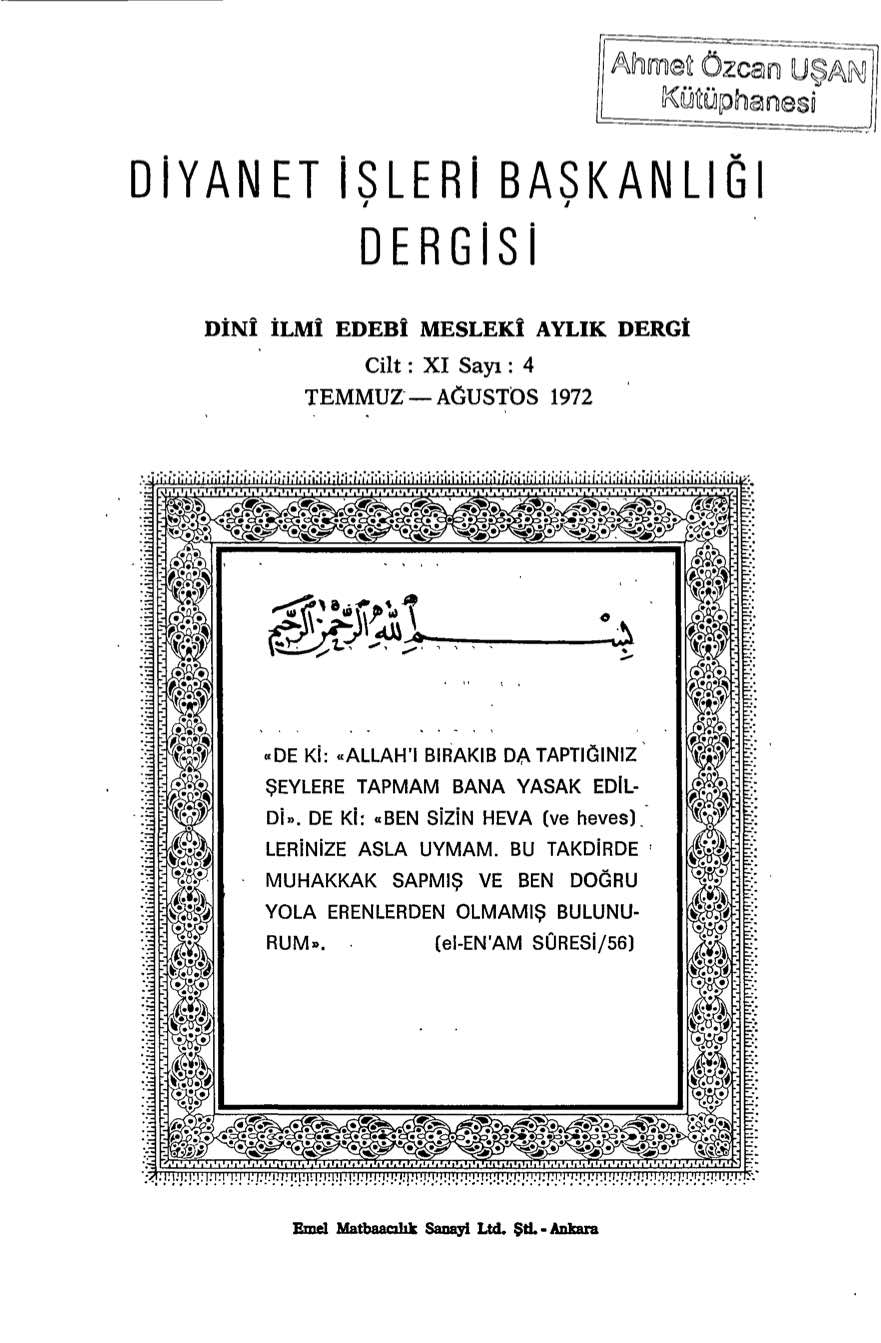 Ahmet Özcan UŞAN
Kütüphanesi
DİYANET İŞLERİ BAŞKANLIĞI
DERGİSİ
DİNÎ İLMÎ EDEBÎ MESLEKÎ AYLIK DERGİ
Cilt : XI Sayı : 4
TEMMUZ — AĞUSTOS 1972
بِسْمِ اللهِ الرَّحْمٰنِ الرَّحِيمِ
«DE Kİ: «ALLAH'I BIRAKIB DA TAPTIĞINIZ
ŞEYLERE TAPMAM BANA YASAK EDİL-
Dİ». DE Kİ: «BEN SİZİN HEVA (ve heves)
LERİNİZE ASLA UYMAM. BU TAKDİRDE
MUHAKKAK SAPMIŞ VE BEN DOĞRU
YOLA ERENLERDEN OLMAMIŞ BULUNU-
RUM». (el-EN'AM SÛRESİ/56)
Emel Matbaacılık Sanayi Ltd. Şti. - Ankara